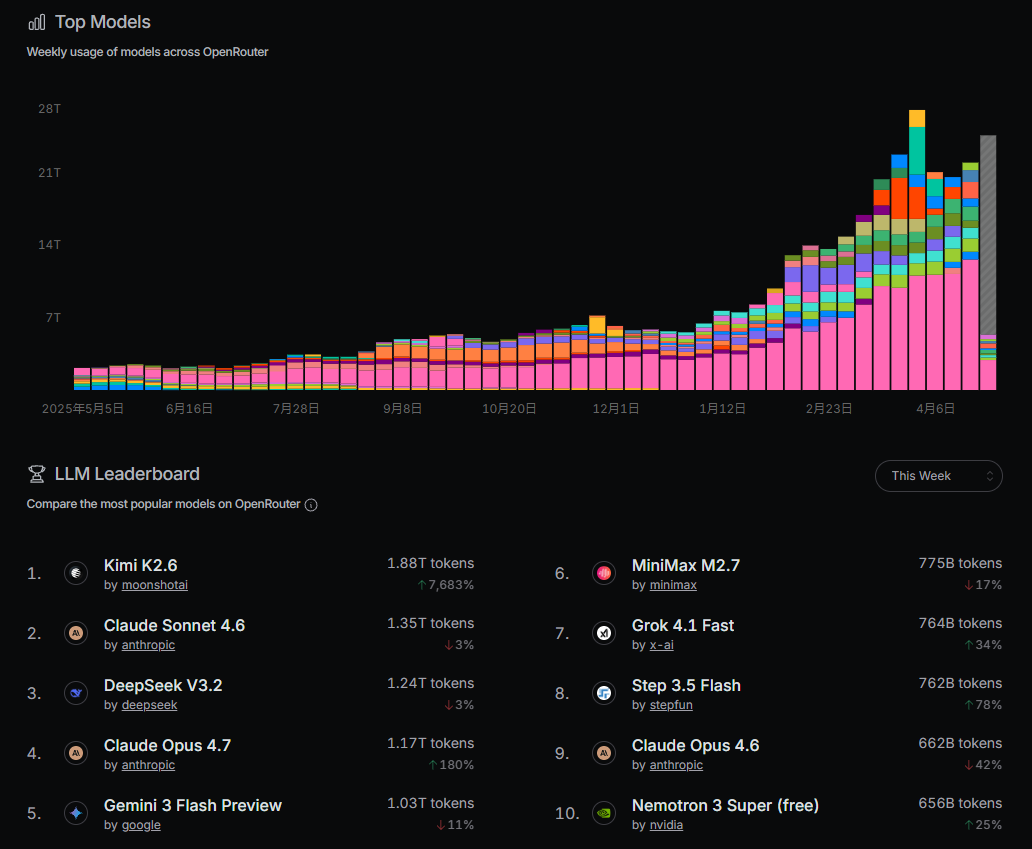 Top Models
Weekly usage of models across OpenRouter
28T
21T
14T
7T
2025年5月5日 6月16日 7月28日 9月8日 10月20日 12月1日 1月12日 2月23日 4月6日
LLM Leaderboard
This Week
Compare the most popular models on OpenRouter
1. Kimi K2.6 1.88T tokens
by moonshotai ↑7,683%
2. Claude Sonnet 4.6 1.35T tokens
by anthropic ↓3%
3. DeepSeek V3.2 1.24T tokens
by deepseek ↓3%
4. Claude Opus 4.7 1.17T tokens
by anthropic ↑180%
5. Gemini 3 Flash Preview 1.03T tokens
by google ↓11%
6. MiniMax M2.7 775B tokens
by minimax ↓17%
7. Grok 4.1 Fast 764B tokens
by x-ai ↑34%
8. Step 3.5 Flash 762B tokens
by stepfun ↑78%
9. Claude Opus 4.6 662B tokens
by anthropic ↓42%
10. Nemotron 3 Super (free) 656B tokens
by nvidia ↑25%